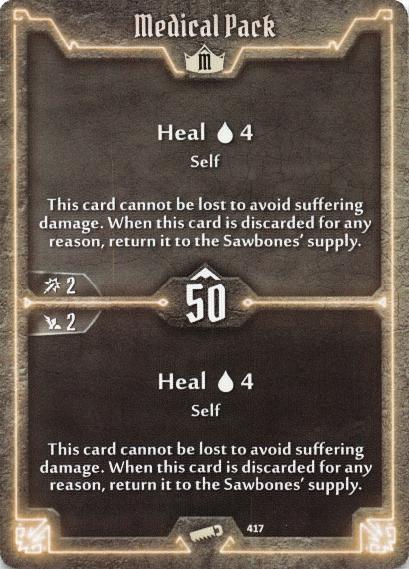 Medical Pack
M
Heal 4
Self
This card cannot be lost to avoid suffering
damage. When this card is discarded for any
reason, return it to the Sawbones' supply.
2
50
2
Heal 4
Self
This card cannot be lost to avoid suffering
damage. When this card is discarded for any
reason, return it to the Sawbones' supply.
417